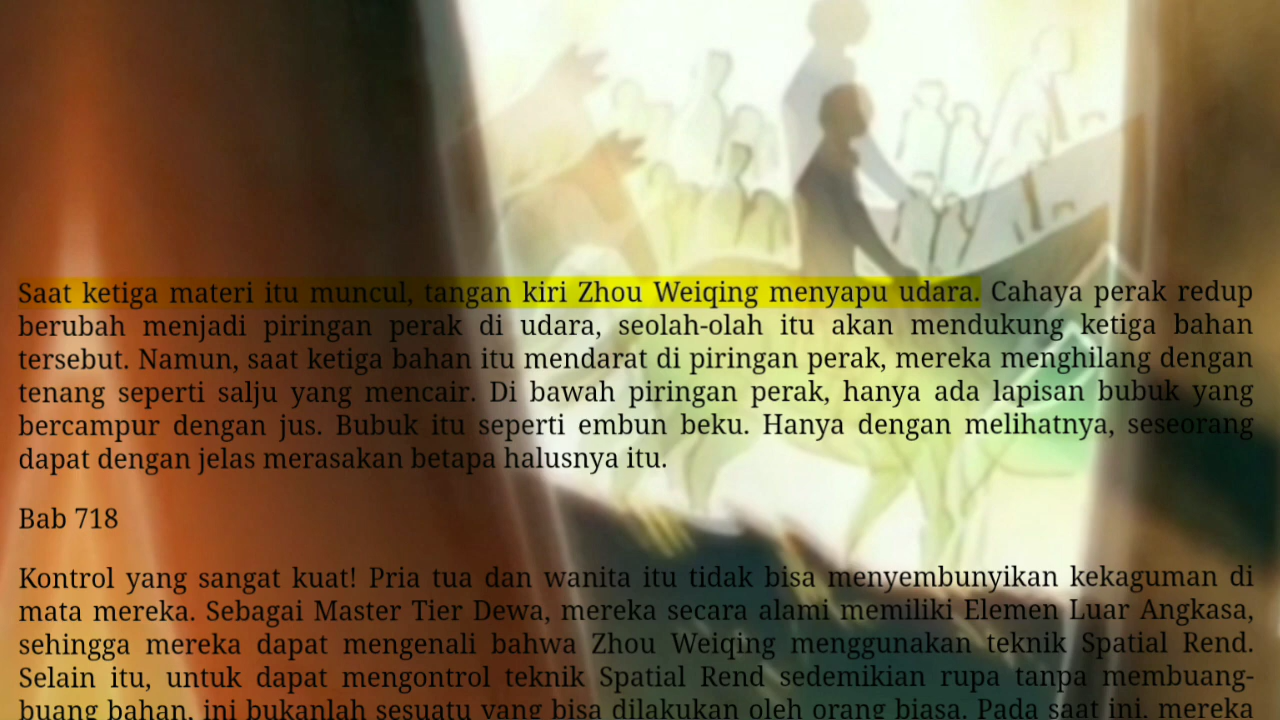 Saat ketiga materi itu muncul, tangan kiri Zhou Weiqing menyapu udara. Cahaya perak redup
berubah menjadi piringan perak di udara, seolah-olah itu akan mendukung ketiga bahan
tersebut. Namun, saat ketiga bahan itu mendarat di piringan perak, mereka menghilang dengan
tenang seperti salju yang mencair. Di bawah piringan perak, hanya ada lapisan bubuk yang
bercampur dengan jus. Bubuk itu seperti embun beku. Hanya dengan melihatnya, seseorang
dapat dengan jelas merasakan betapa halusnya itu.
Bab 718
Kontrol yang sangat kuat! Pria tua dan wanita itu tidak bisa menyembunyikan kekaguman di
mata mereka. Sebagai Master Tier Dewa, mereka secara alami memiliki Elemen Luar Angkasa,
sehingga mereka dapat mengenali bahwa Zhou Weiqing menggunakan teknik Spatial Rend.
Selain itu, untuk dapat mengontrol teknik Spatial Rend sedemikian rupa tanpa membuang-
buang bahan, ini bukanlah sesuatu yang bisa dilakukan oleh orang biasa. Pada saat ini, mereka